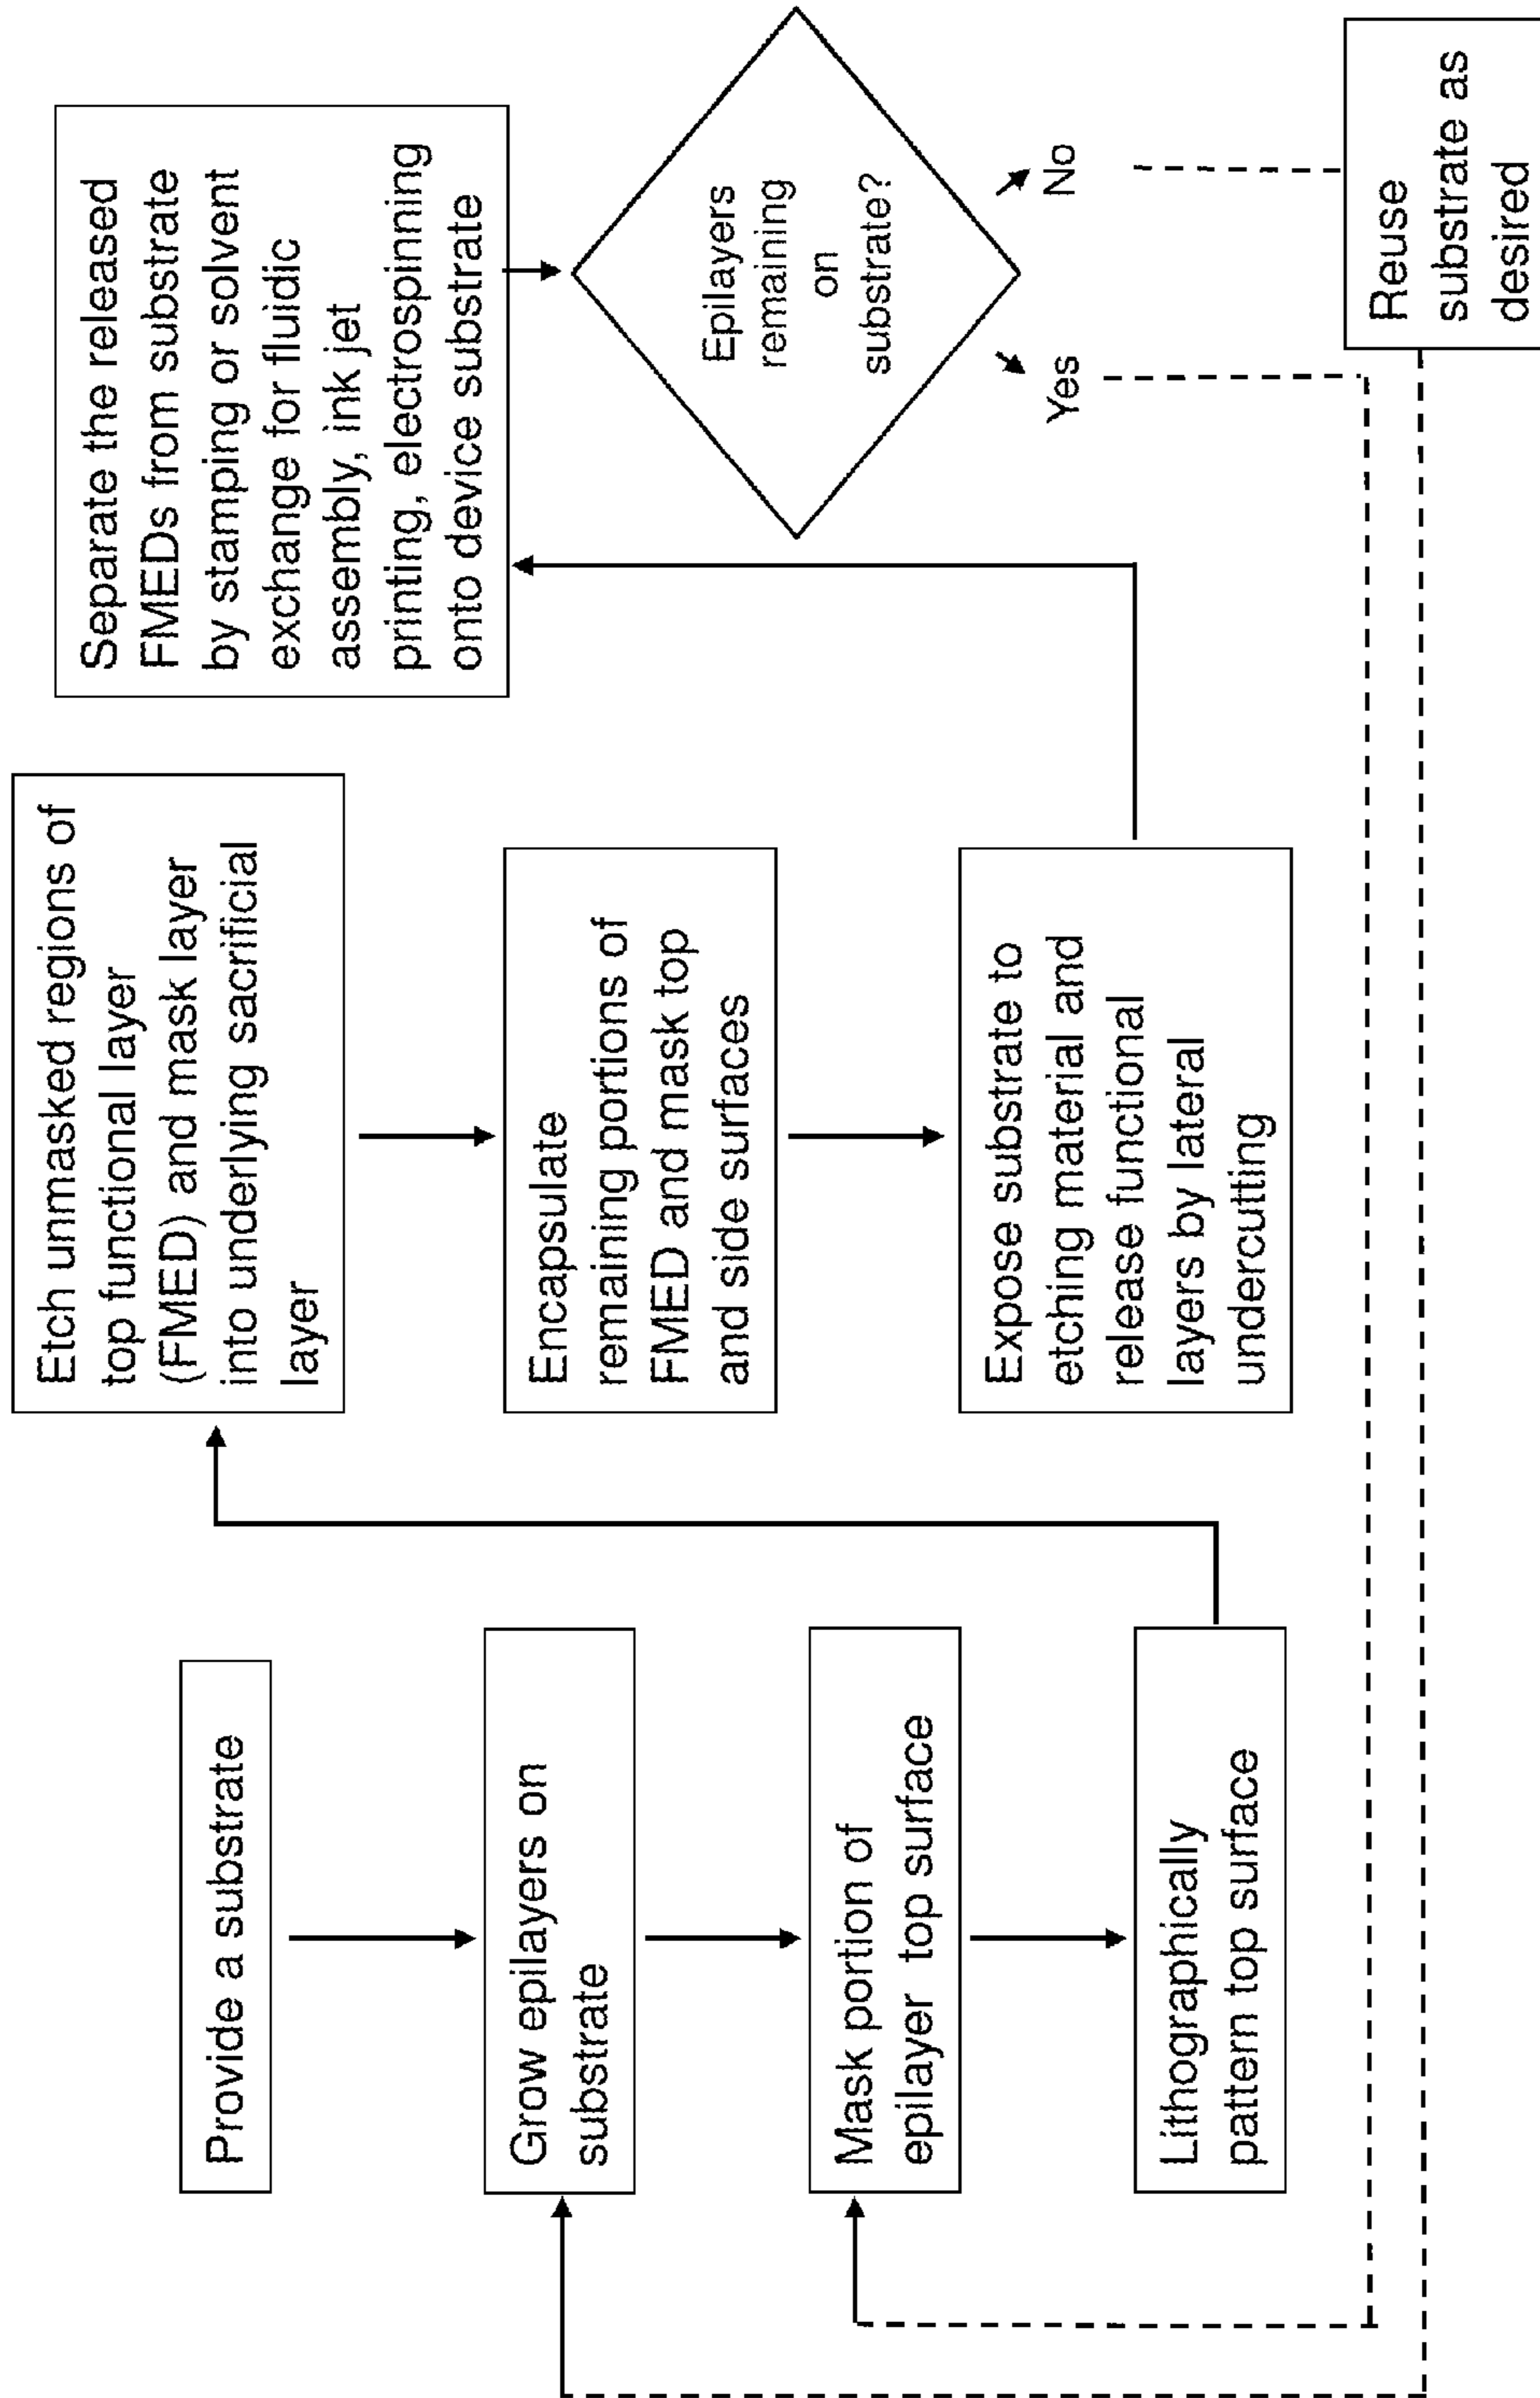 Provide a substrate
Grow epilayers on
substrate
Mask portion of
epilayer top surface
Lithographically
pattern top surface
Etch unmasked regions of
top functional layer
(FMED) and mask layer
into underlying sacrificial
layer
Encapsulate
remaining portions of
FMED and mask top
and side surfaces
Expose substrate to
etching material and
release functional
layers by lateral
undercutting
Separate the released
FMEDs from substrate
by stamping or solvent
exchange for fluidic
assembly, ink jet
printing, electrospinning
onto device substrate
Epilayers
remaining
on
substrate?
Yes
No
Reuse
substrate as
desired